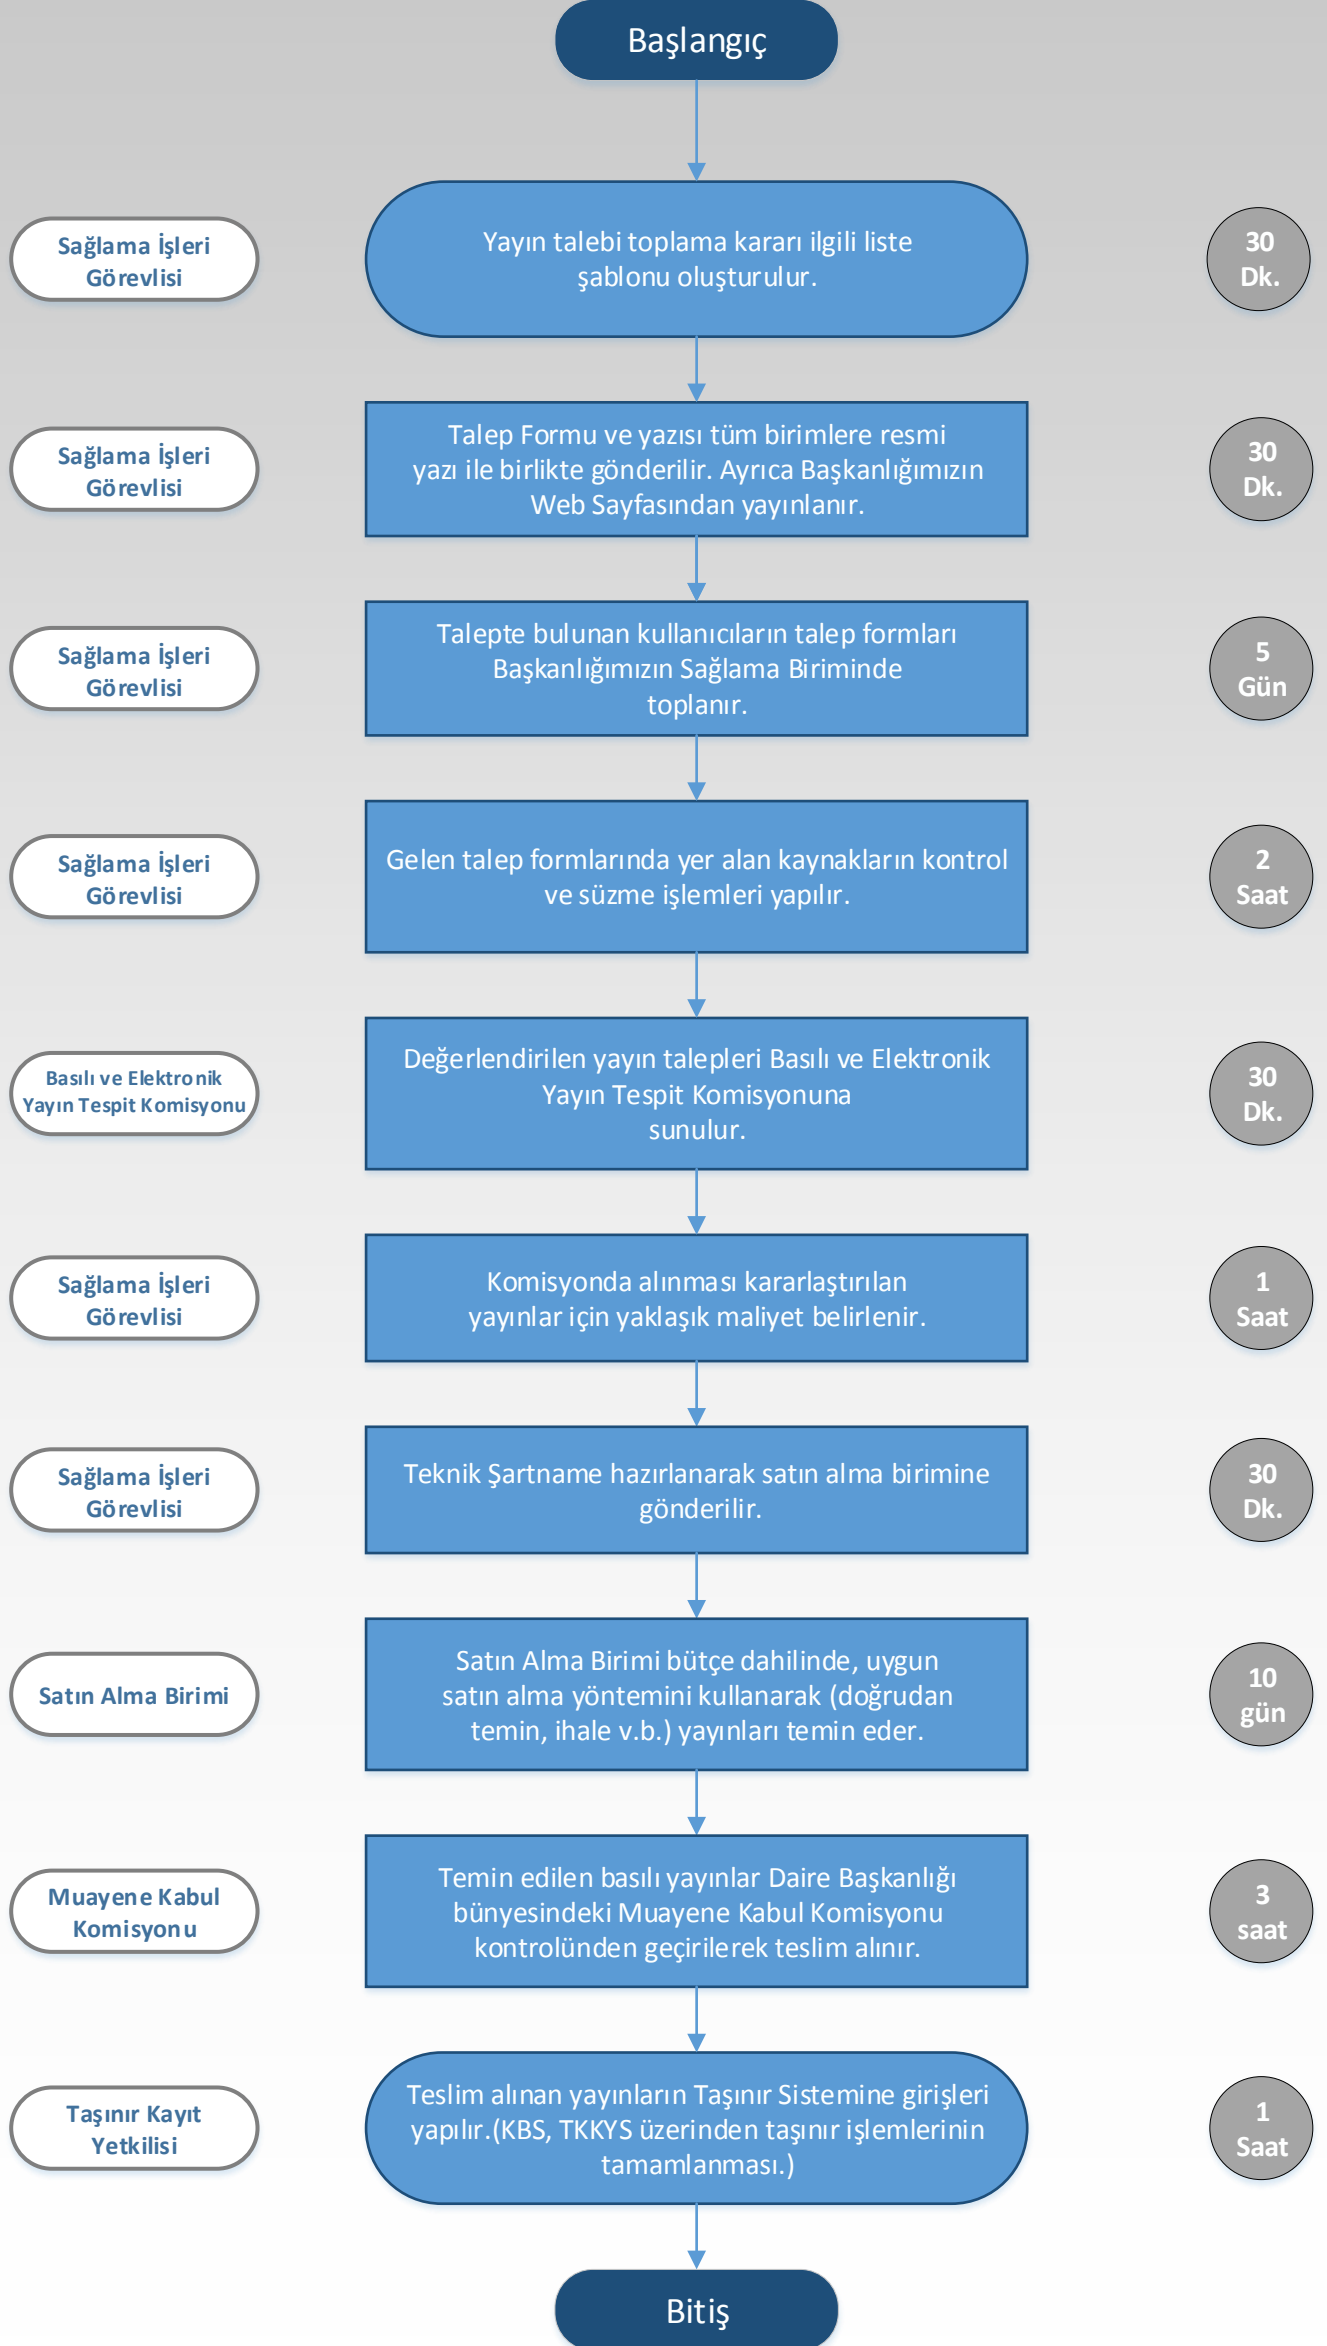 Başlangıç
Sağlama İşleri
Görevlisi
Yayın talebi toplama kararı ilgili liste
şablonu oluşturulur.
30
Dk.
Sağlama İşleri
Görevlisi
Talep Formu ve yazısı tüm birimlere resmi
yazı ile birlikte gönderilir. Ayrıca Başkanlığımızın
Web Sayfasından yayınlanır.
30
Dk.
Sağlama İşleri
Görevlisi
Talepte bulunan kullanıcıların talep formları
Başkanlığımızın Sağlama Biriminde
toplanır.
5
Gün
Sağlama İşleri
Görevlisi
Gelen talep formlarında yer alan kaynakların kontrol
ve süzme işlemleri yapılır.
2
Saat
Basılı ve Elektronik
Yayın Tespit Komisyonu
Değerlendirilen yayın talepleri Basılı ve Elektronik
Yayın Tespit Komisyonuna
sunulur.
30
Dk.
Sağlama İşleri
Görevlisi
Komisyonda alınması kararlaştırılan
yayınlar için yaklaşık maliyet belirlenir.
1
Saat
Sağlama İşleri
Görevlisi
Teknik Şartname hazırlanarak satın alma birimine
gönderilir.
30
Dk.
Satın Alma Birimi
Satın Alma Birimi bütçe dahilinde, uygun
satın alma yöntemini kullanarak (doğrudan
temin, ihale v.b.) yayınları temin eder.
10
gün
Muayene Kabul
Komisyonu
Temin edilen basılı yayınlar Daire Başkanlığı
bünyesindeki Muayene Kabul Komisyonu
kontrolünden geçirilerek teslim alınır.
3
saat
Taşınır Kayıt
Yetkilisi
Teslim alınan yayınların Taşınır Sistemine girişleri
yapılır.(KBS, TKKYS üzerinden taşınır işlemlerinin
tamamlanması.)
1
Saat
Bitiş